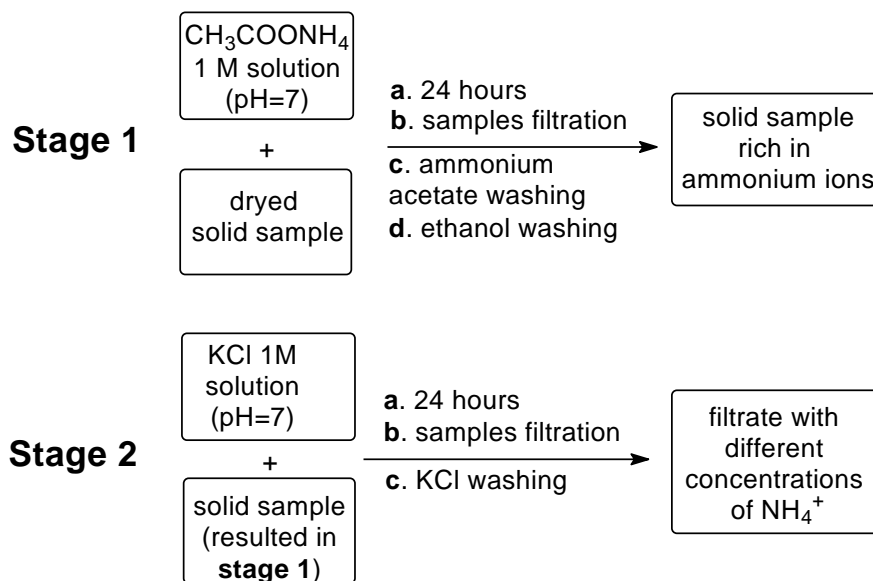 CH₃COONH₄
1 M solution
(pH=7)
Stage 1
+
dryed
solid sample
a. 24 hours
b. samples filtration
c. ammonium
acetate washing
d. ethanol washing
solid sample
rich in
ammonium ions
KCl 1M
solution
(pH=7)
Stage 2
+
solid sample
(resulted in
stage 1)
a. 24 hours
b. samples filtration
c. KCl washing
filtrate with
different
concentrations
of NH₄⁺